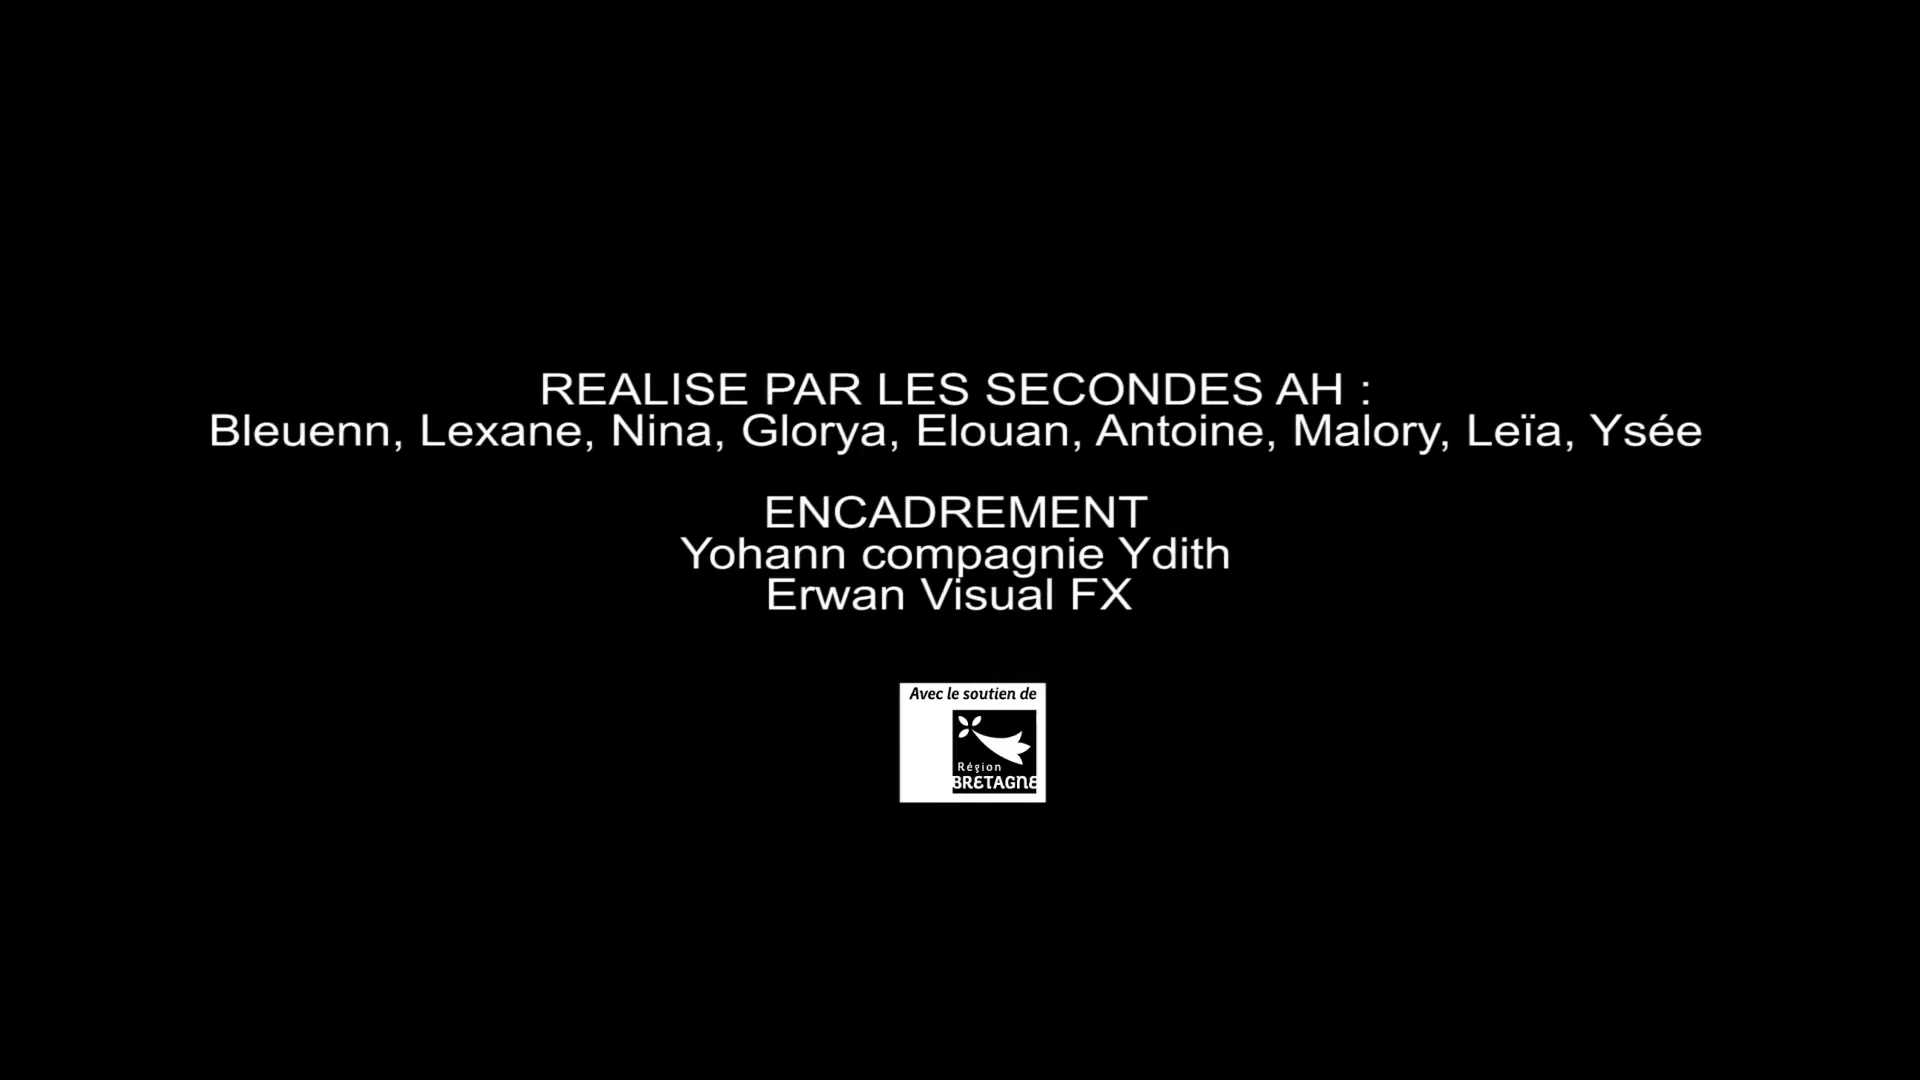 REALISE PAR LES SECONDES AH :
Bleuenn, Lexane, Nina, Glorya, Elouan, Antoine, Malory, Leïa, Ysée
ENCADREMENT
Yohann compagnie Ydith
Erwan Visual FX
Avec le soutien de
Région
BRETAGNE